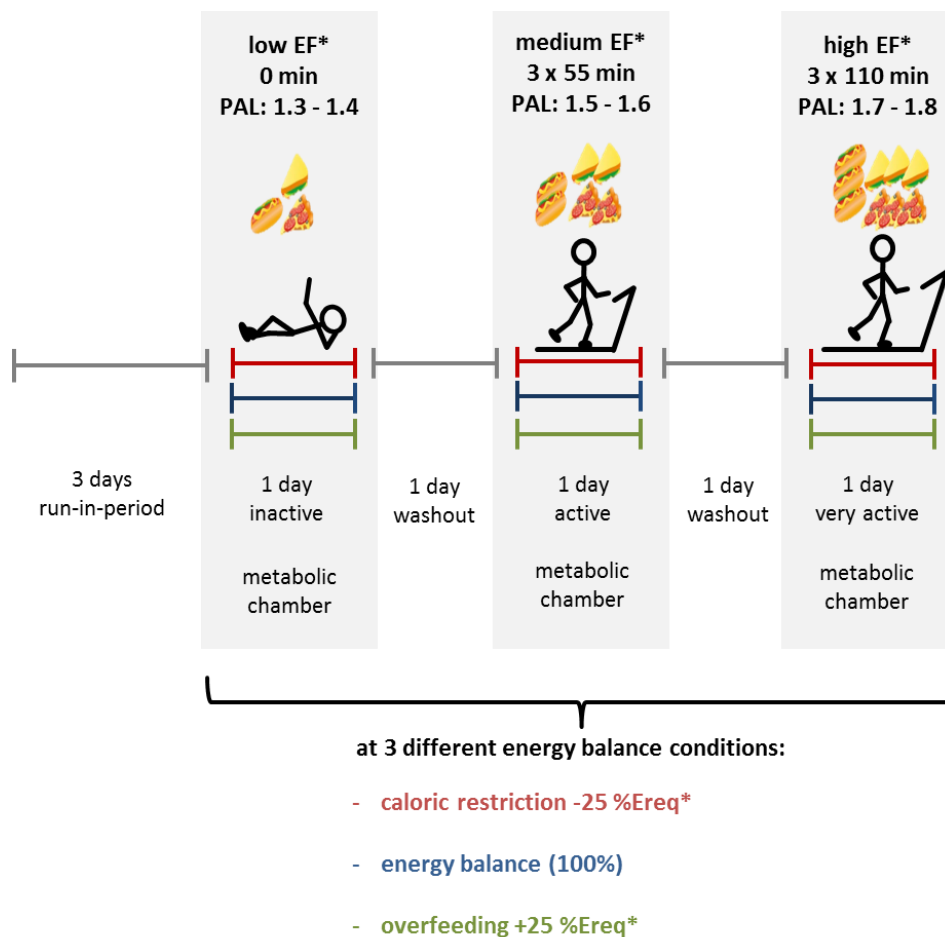 low EF*
0 min
PAL: 1.3 - 1.4
medium EF*
3 x 55 min
PAL: 1.5 - 1.6
high EF*
3 x 110 min
PAL: 1.7 - 1.8
3 days
run-in-period
1 day
inactive
metabolic
chamber
1 day
washout
1 day
active
metabolic
chamber
1 day
washout
1 day
very active
metabolic
chamber
at 3 different energy balance conditions:
- caloric restriction -25 %Ereq*
- energy balance (100%)
- overfeeding +25 %Ereq*